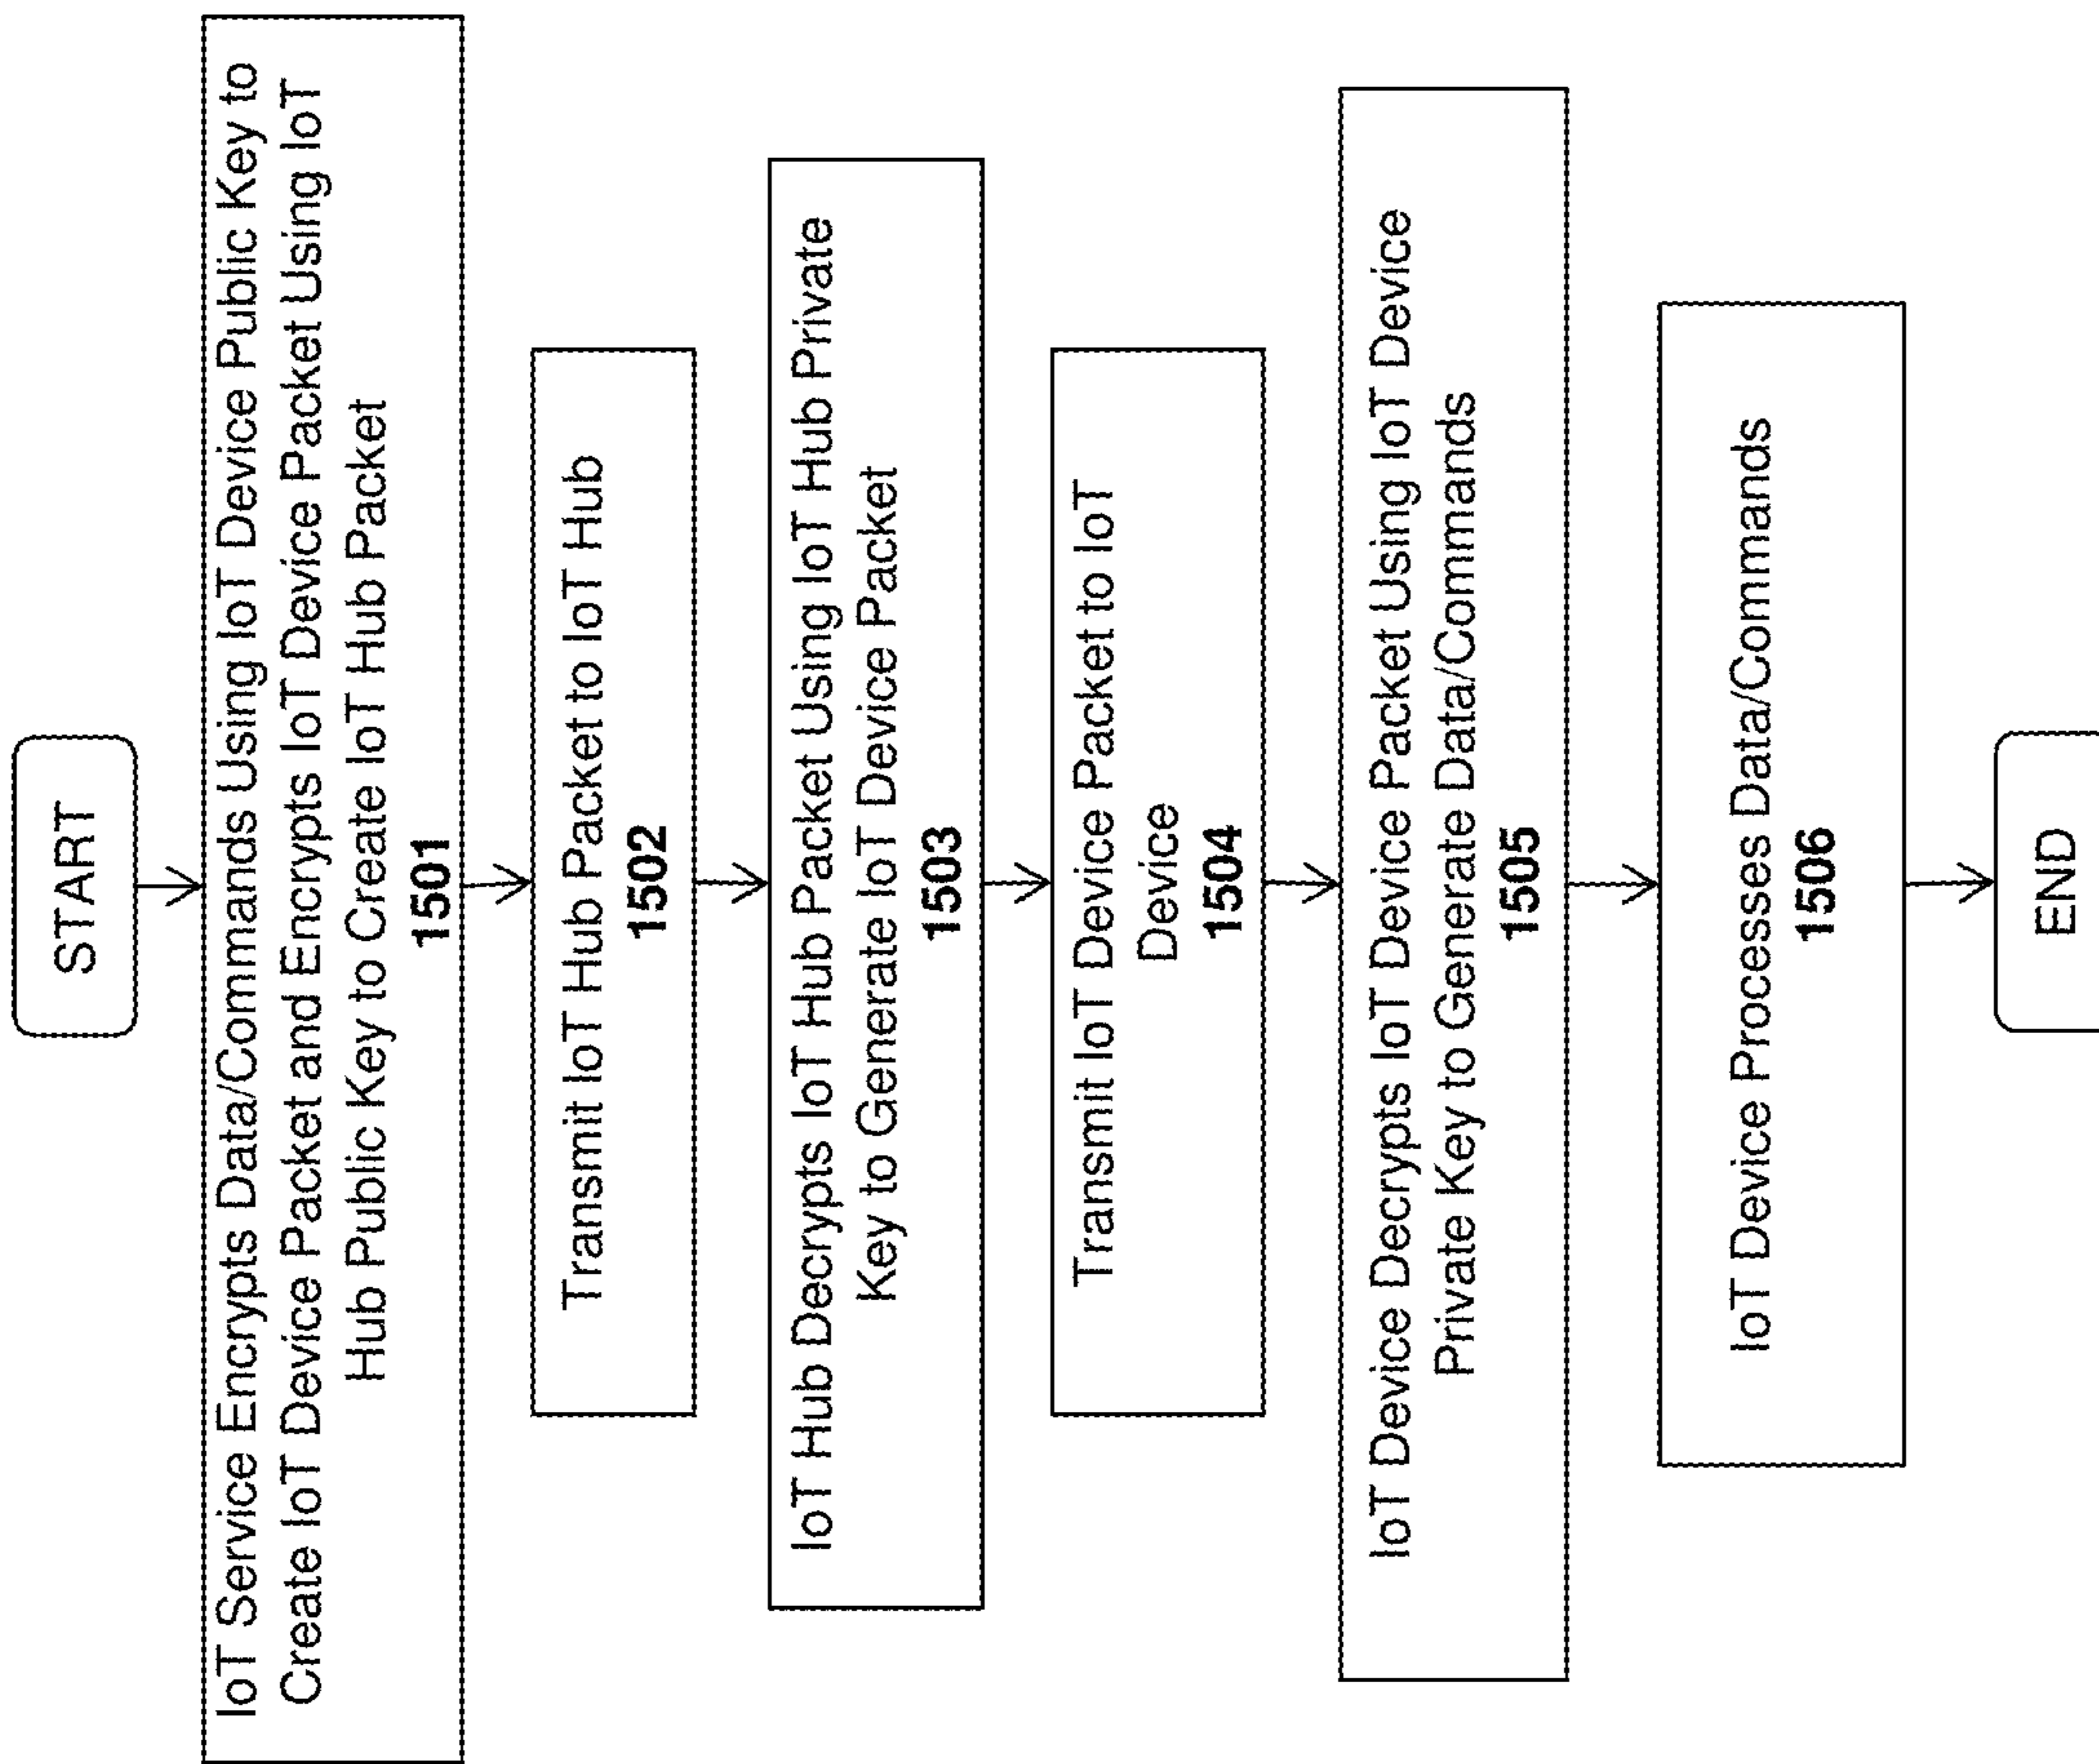 START
IoT Service Encrypts Data/Commands Using IoT Device Public Key to
Create IoT Device Packet and Encrypts IoT Device Packet Using IoT
Hub Public Key to Create IoT Hub Packet
1501
Transmit IoT Hub Packet to IoT Hub
1502
IoT Hub Decrypts IoT Hub Packet Using IoT Hub Private
Key to Generate IoT Device Packet
1503
Transmit IoT Device Packet to IoT
Device
1504
IoT Device Decrypts IoT Device Packet Using IoT Device
Private Key to Generate Data/Commands
1505
IoT Device Processes Data/Commands
1506
END